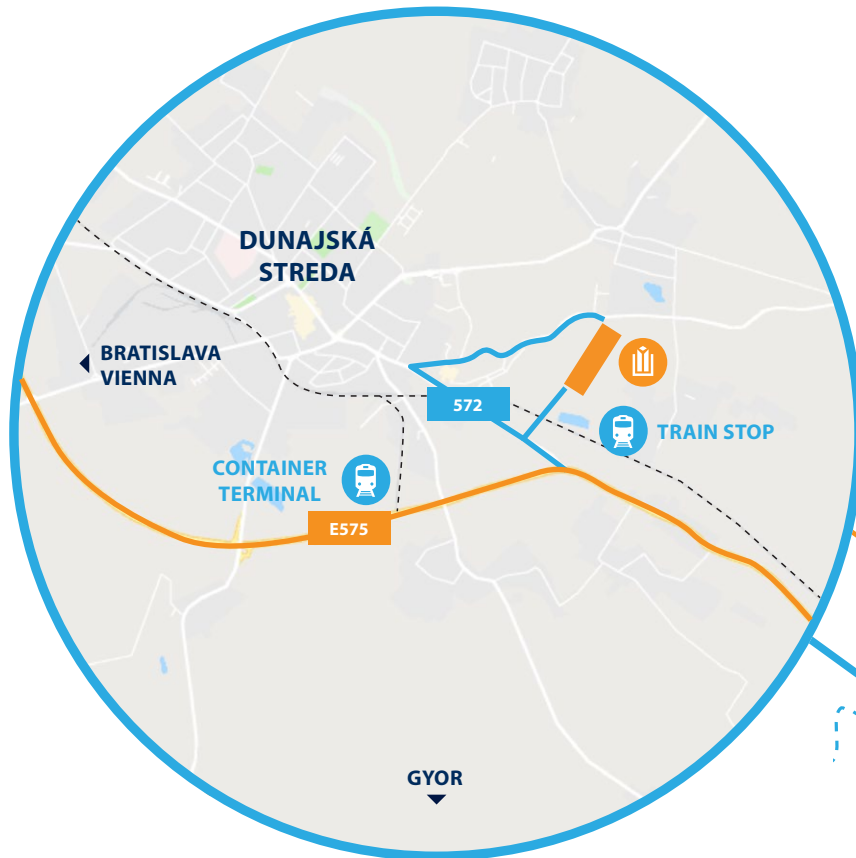 DUNAJSKÁ
STREDA
BRATISLAVA
VIENNA
572
TRAIN STOP
CONTAINER
TERMINAL
E575
GYOR